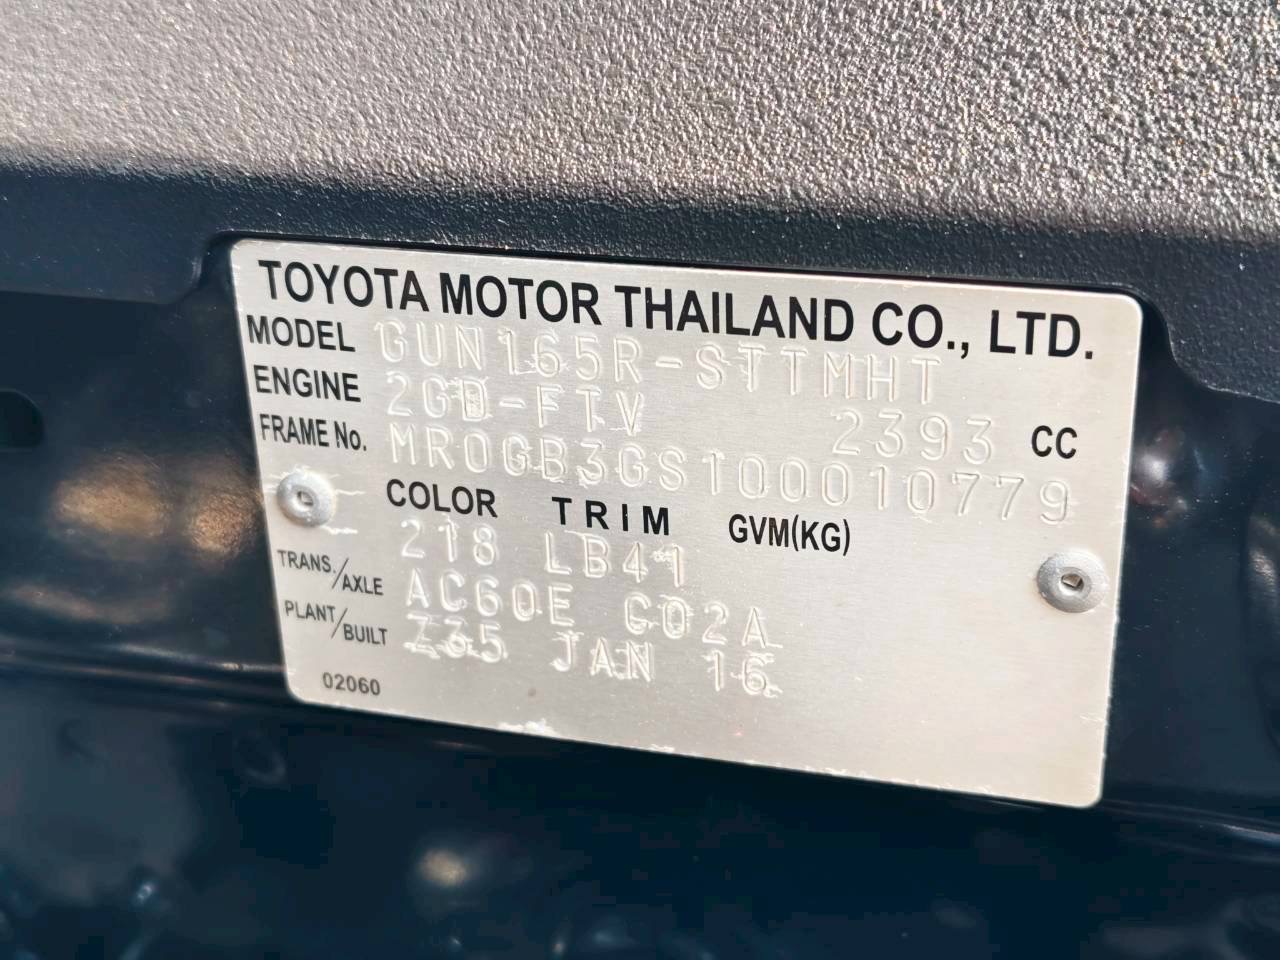 TOYOTA MOTOR THAILAND CO., LTD.
MODEL GUN165R-STTMHT
ENGINE 2GD-FTV 2393 CC
FRAME No. MR0GB3GS100010779
COLOR TRIM GVM(KG)
218 LB41
TRANS./AXLE AC60E C02A
PLANT/BUILT Z35 JAN 16
02060